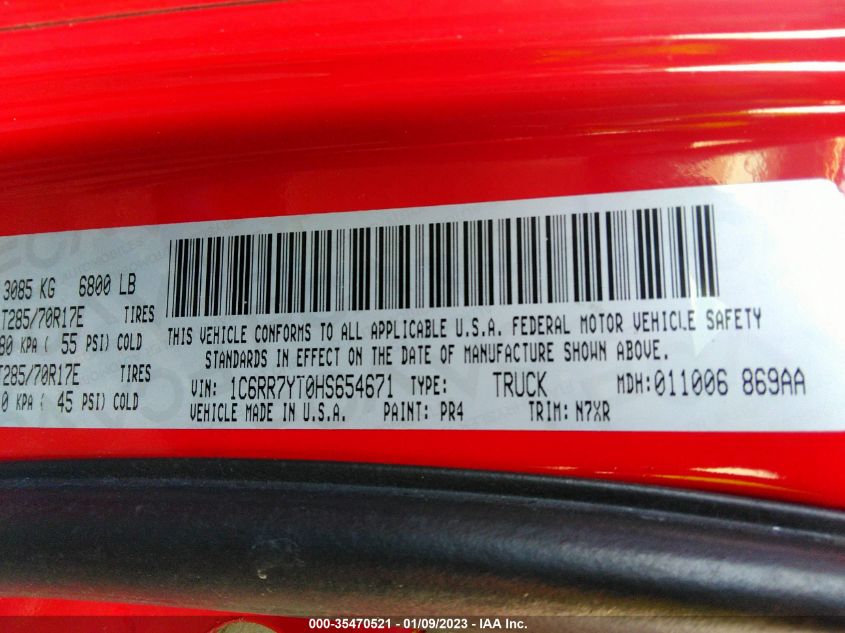 3085 KG 6800 LB
T285/70R17E TIRES
80 KPA ( 55 PSI) COLD
T285/70R17E TIRES
0 KPA ( 45 PSI) COLD
THIS VEHICLE CONFORMS TO ALL APPLICABLE U.S.A. FEDERAL MOTOR VEHICLE SAFETY
STANDARDS IN EFFECT ON THE DATE OF MANUFACTURE SHOWN ABOVE.
VIN: 1C6RR7YT0HS654671 TYPE: TRUCK MDH:011006 869AA
VEHICLE MADE IN U.S.A. PAINT: PR4 TRIM: N7XR
000-35470521 - 01/09/2023 - IAA Inc.